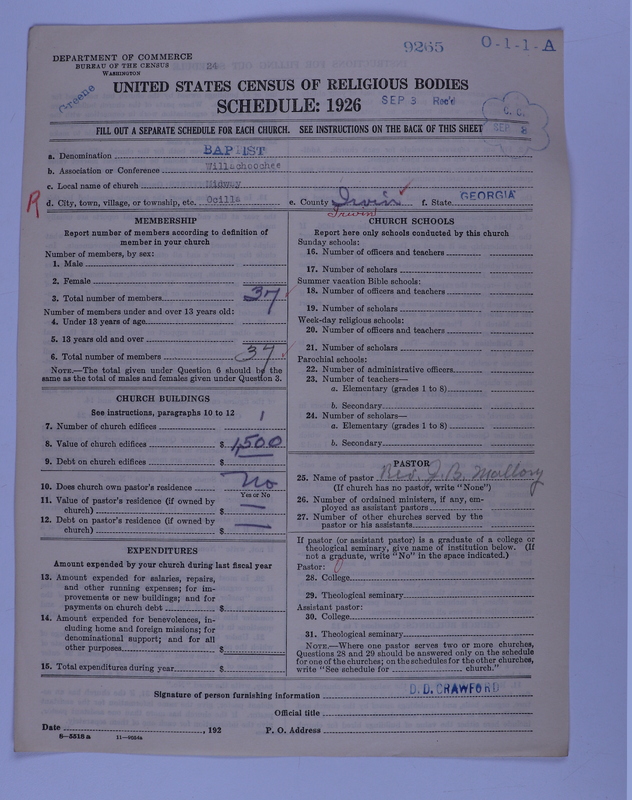 9265 O-1-1-A
DEPARTMENT OF COMMERCE
BUREAU OF THE CENSUS
WASHINGTON
24
Greene
UNITED STATES CENSUS OF RELIGIOUS BODIES
SCHEDULE: 1926
SEP 3 Rec'd
C. C.
SEP 8
FILL OUT A SEPARATE SCHEDULE FOR EACH CHURCH. SEE INSTRUCTIONS ON THE BACK OF THIS SHEET
a. Denomination BAPTIST
b. Association or Conference Willachoochee
c. Local name of church Midway
R
d. City, town, village, or township, etc. Ocilla e. County Irvin f. State GEORGIA
Irwin
MEMBERSHIP
Report number of members according to definition of
member in your church
Number of members, by sex:
1. Male
2. Female
3. Total number of members 37
Number of members under and over 13 years old:
4. Under 13 years of age
5. 13 years old and over
6. Total number of members 37
NOTE.—The total given under Question 6 should be the
same as the total of males and females given under Question 3.
CHURCH BUILDINGS
See instructions, paragraphs 10 to 12
7. Number of church edifices 1
8. Value of church edifices $ 1,500
9. Debt on church edifices $
10. Does church own pastor's residence No
Yes or No
11. Value of pastor's residence (if owned by
church) $ —
12. Debt on pastor's residence (if owned by
church) $ —
EXPENDITURES
Amount expended by your church during last fiscal year
13. Amount expended for salaries, repairs,
and other running expenses; for im-
provements or new buildings; and for
payments on church debt $
14. Amount expended for benevolences, in-
cluding home and foreign missions; for
denominational support; and for all
other purposes $
15. Total expenditures during year $
CHURCH SCHOOLS
Report here only schools conducted by this church
Sunday schools:
16. Number of officers and teachers
17. Number of scholars
Summer vacation Bible schools:
18. Number of officers and teachers
19. Number of scholars
Week-day religious schools:
20. Number of officers and teachers
21. Number of scholars
Parochial schools:
22. Number of administrative officers
23. Number of teachers—
a. Elementary (grades 1 to 8)
b. Secondary
24. Number of scholars—
a. Elementary (grades 1 to 8)
b. Secondary
PASTOR
25. Name of pastor Rev. J. B. Mallory
(If church has no pastor, write "None")
26. Number of ordained ministers, if any, em-
ployed as assistant pastors
27. Number of other churches served by the
pastor or his assistants
If pastor (or assistant pastor) is a graduate of a college or
theological seminary, give name of institution below. (If
not a graduate, write "No" in the space indicated.)
Pastor:
28. College
29. Theological seminary
Assistant pastor:
30. College
31. Theological seminary
NOTE.—Where one pastor serves two or more churches,
Questions 28 and 29 should be answered only on the schedule
for one of the churches; on the schedules for the other churches,
write "See schedule for church."
Signature of person furnishing information D. D. CRAWFORD
Official title
Date , 192 P. O. Address
6—5518 a